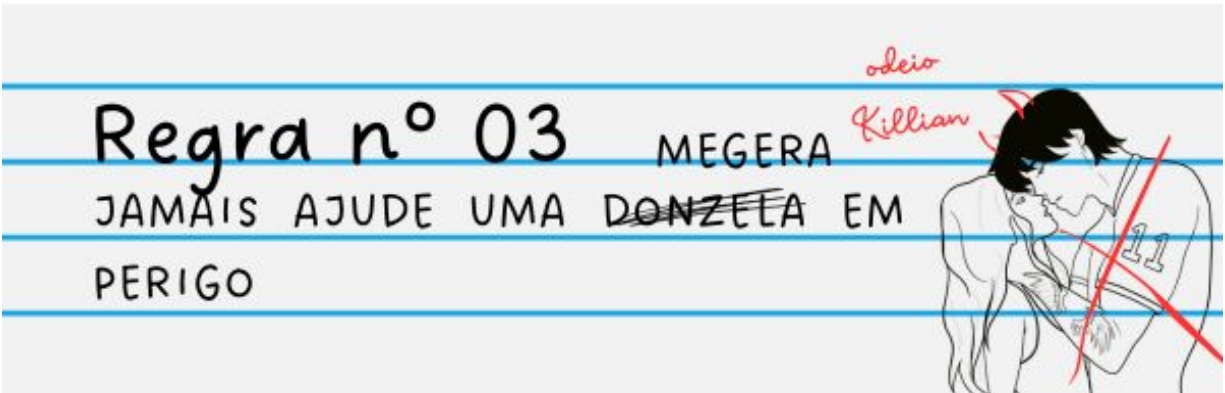 odeio
Killian
Regra nº 03
MEGERA
JAMAIS AJUDE UMA DONZELA EM
PERIGO
11